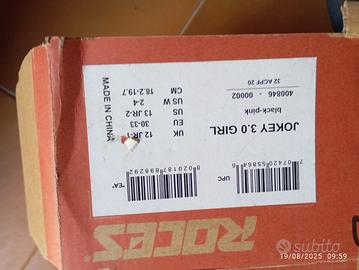 JOKEY 3.0 GIRL
black-pink
400846 - 00002
32 ACPF 20
UK 12 JR-1
EU 30-33
US 13 JR-2
US W 2-4
CM 18.2-19.7
MADE IN CHINA
UPC
EA
ROCES
subito
19/08/2025 09:59